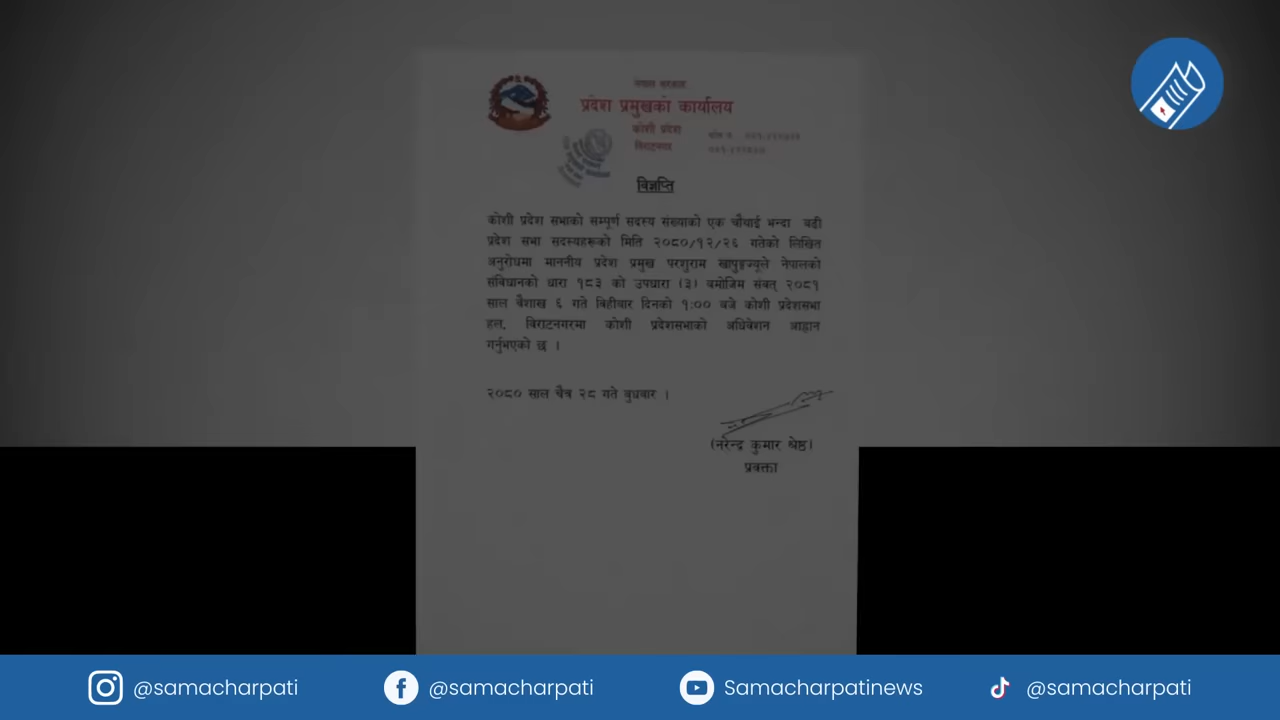 नेपाल सरकार
प्रदेश प्रमुखको कार्यालय
कोशी प्रदेश
विराटनगर
विज्ञप्ति
कोशी प्रदेश सभाको सम्पूर्ण सदस्य संख्याको एक चौथाई भन्दा बढी
प्रदेश सभा सदस्यहरूको मिति २०८०/१२/२६ गतेको लिखित
अनुरोधमा माननीय प्रदेश प्रमुख परशुराम खापुङ्ज्यूले नेपालको
संविधानको धारा १८३ को उपधारा (३) बमोजिम संवत् २०८१
साल बैशाख ६ गते विहीवार दिनको १:०० बजे कोशी प्रदेशसभा
हल, विराटनगरमा कोशी प्रदेशसभाको अधिवेशन आह्वान
गर्नुभएको छ ।
२०८० साल चैत्र २८ गते बुधवार ।
(नरेन्द्र कुमार श्रेष्ठ)
प्रवक्ता
@samacharpati
@samacharpati
Samacharpatinews
@samacharpati